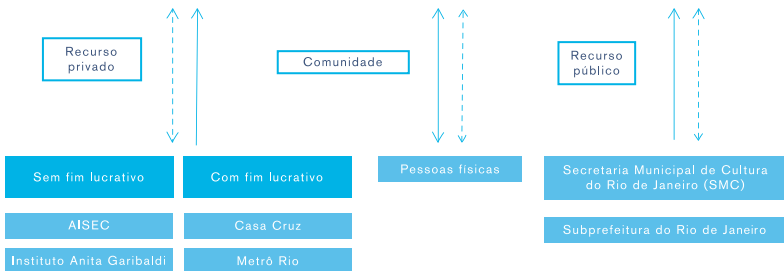 Recurso
privado
Comunidade
Recurso
público
Sem fim lucrativo
Com fim lucrativo
Pessoas físicas
Secretaria Municipal de Cultura
do Rio de Janeiro (SMC)
AISEC
Casa Cruz
Subprefeitura do Rio de Janeiro
Instituto Anita Garibaldi
Metrô Rio